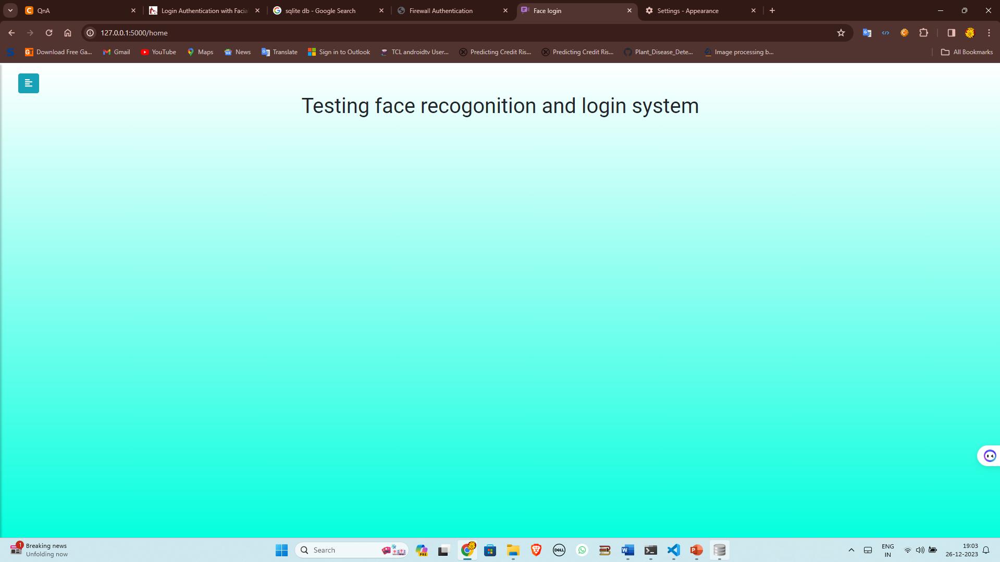 QnA
Login Authentication with Facia
sqlite db - Google Search
Firewall Authentication
Face login
Settings - Appearance
127.0.0.1:5000/home
Download Free Ga...
Gmail
YouTube
Maps
News
Translate
Sign in to Outlook
TCL androidtv User...
Predicting Credit Ris...
Predicting Credit Ris...
Plant_Disease_Dete...
Image processing b...
All Bookmarks
Testing face recogonition and login system
1
Breaking news
Unfolding now
Search
PRE
DELL
ENG
IN
19:03
26-12-2023